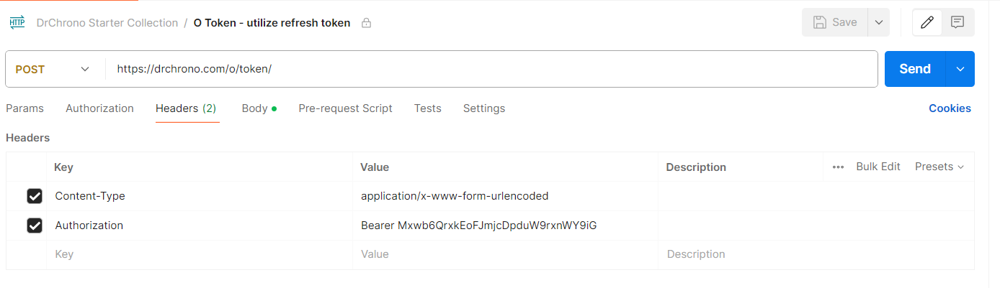 HTTP DrChrono Starter Collection / O Token - utilize refresh token Save
POST https://drchrono.com/o/token/ Send
Params Authorization Headers (2) Body Pre-request Script Tests Settings Cookies
Headers
Key Value Description Bulk Edit Presets
Content-Type application/x-www-form-urlencoded
Authorization Bearer Mxwb6QrxkEoFJmjcDpduW9rxnWY9iG
Key Value Description